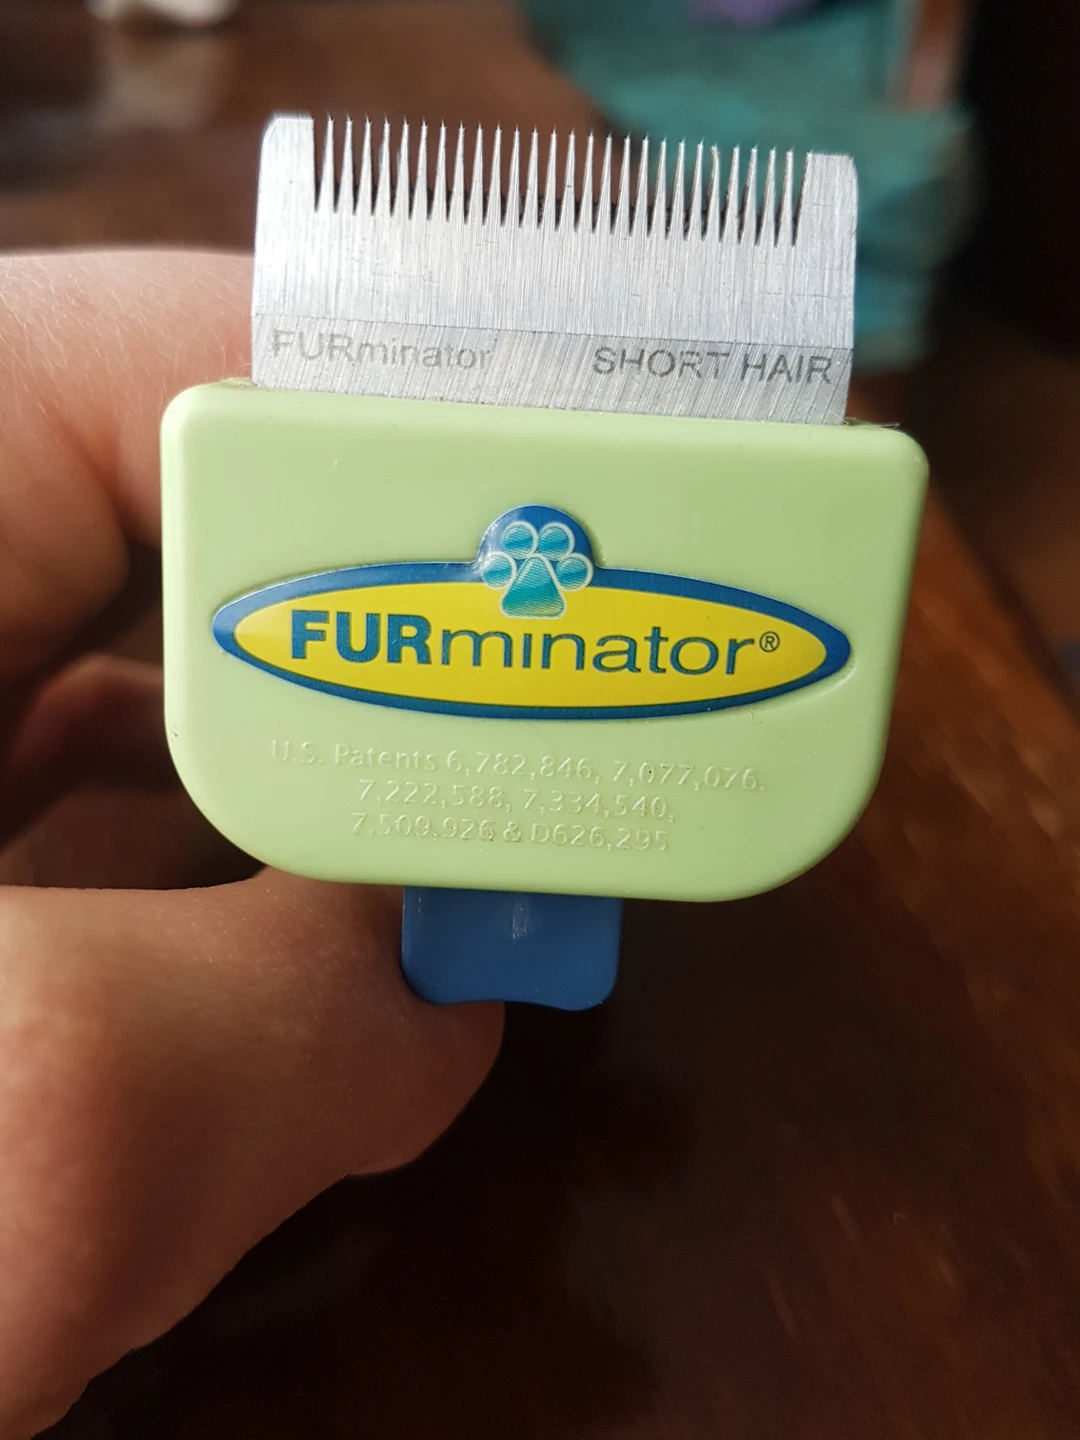 FURminator SHORT HAIR
FURminator®
U.S. Patents 6,782,846, 7,077,076,
7,222,588, 7,334,540,
7,509,926 & D626,295